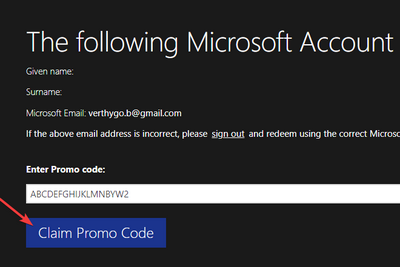 The following Microsoft Account
Given name:
Surname:
Microsoft Email: verthygo.b@gmail.com
If the above email address is incorrect, please sign out and redeem using the correct Microso
Enter Promo code:
ABCDEFGHIJKLMNBYW2
Claim Promo Code